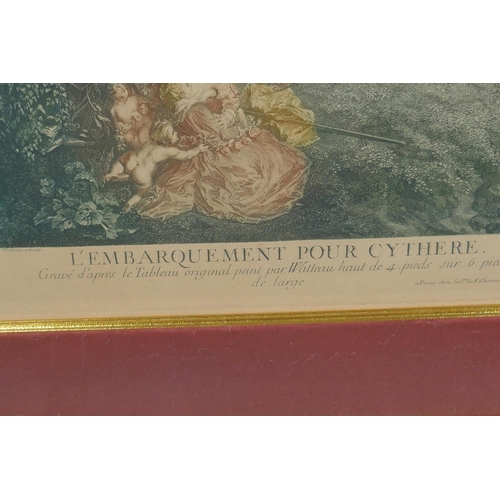 L'EMBARQUEMENT POUR CYTHERE.
Gravé d'après le Tableau original peint par Watteau haut de 4. pieds sur 6 pie
de large